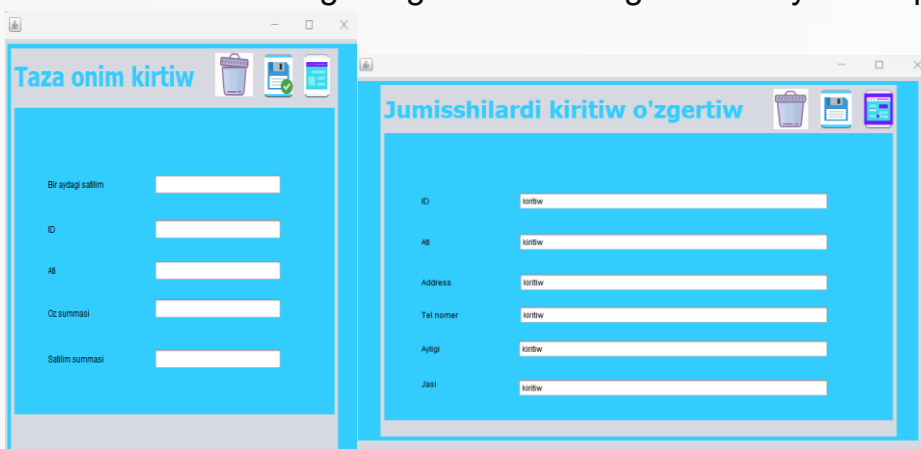 Taza onim kirtiw
Bir aydagi satilim
ID
Ati
Oz.summasi
Satilim summasi
Jumisshilardi kiritiw o'zgertiw
ID
kiritiw
Ati
kiritiw
Address
kiritiw
Tel nomer
kiritiw
Ayligi
kiritiw
Jasi
kiritiw